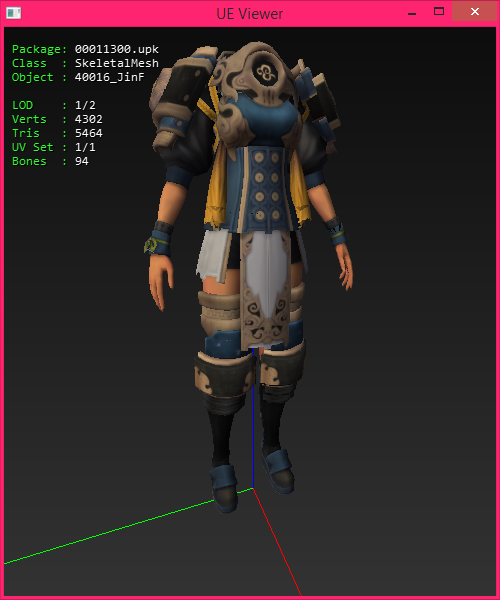 UE Viewer
Package: 00011300.upk
Class  : SkeletalMesh
Object : 40016_JinF
LOD    : 1/2
Verts  : 4302
Tris   : 5464
UV Set : 1/1
Bones  : 94